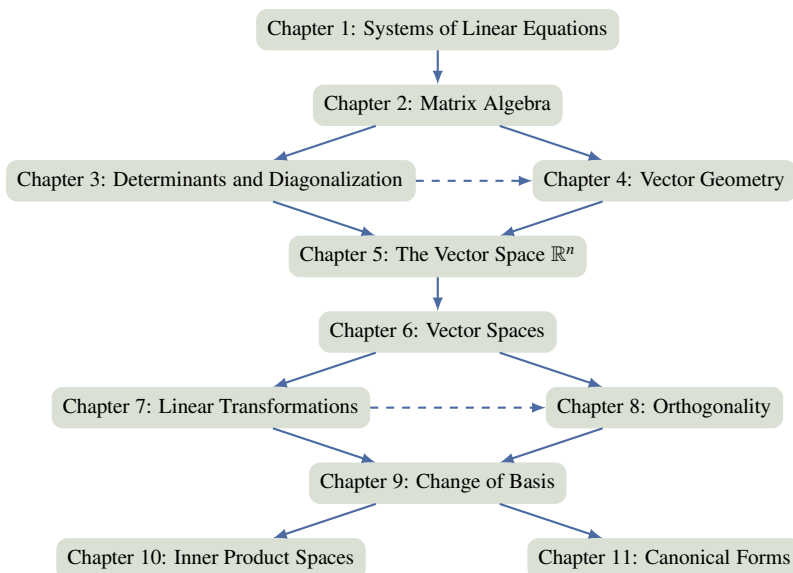 Chapter 1: Systems of Linear Equations
Chapter 2: Matrix Algebra
Chapter 3: Determinants and Diagonalization
Chapter 4: Vector Geometry
Chapter 5: The Vector Space ℝⁿ
Chapter 6: Vector Spaces
Chapter 7: Linear Transformations
Chapter 8: Orthogonality
Chapter 9: Change of Basis
Chapter 10: Inner Product Spaces
Chapter 11: Canonical Forms